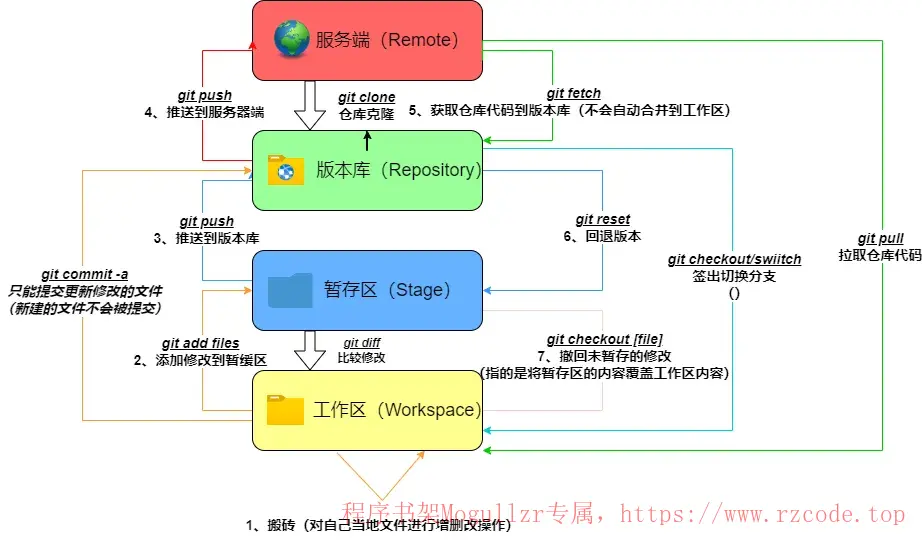 服务端（Remote）
git push
4、推送到服务器端
git clone
仓库克隆
git fetch
5、获取仓库代码到版本库（不会自动合并到工作区）
版本库（Repository）
git push
3、推送到版本库
git reset
6、回退版本
git checkout/swiitch
签出切换分支
（）
git pull
拉取仓库代码
git commit -a
只能提交更新修改的文件
（新建的文件不会被提交）
暂存区（Stage）
git add files
2、添加修改到暂缓区
git diff
比较修改
git checkout [file]
7、撤回未暂存的修改
（指的是将暂存区的内容覆盖工作区内容）
工作区（Workspace）
1、搬砖（对自己当地文件进行增删改操作）
程序书架Mogullzr专属，https://www.rzcode.top